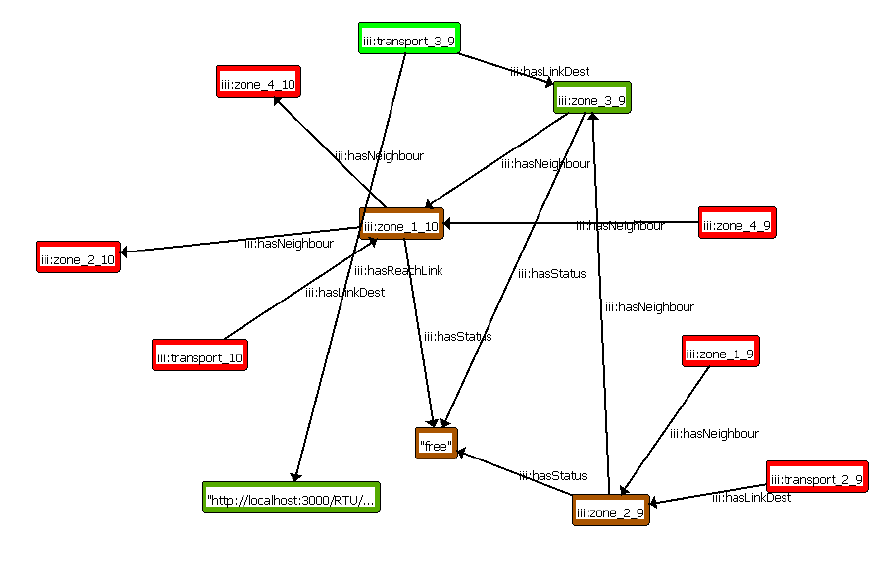 iii:transport_3_9
iii:hasLinkDest
iii:zone_4_10
iii:zone_3_9
iii:hasNeighbour
iii:hasNeighbour
iii:zone_1_10
iii:zone_4_9
iii:hasNeighbour
iii:hasNeighbour
iii:zone_2_10
iii:hasReachLink
iii:hasStatus
iii:hasLinkDest
iii:hasNeighbour
iii:hasStatus
iii:transport_10
iii:zone_1_9
iii:hasNeighbour
"free"
iii:hasStatus
iii:transport_2_9
iii:hasLinkDest
"http://localhost:3000/RTU/...
iii:zone_2_9